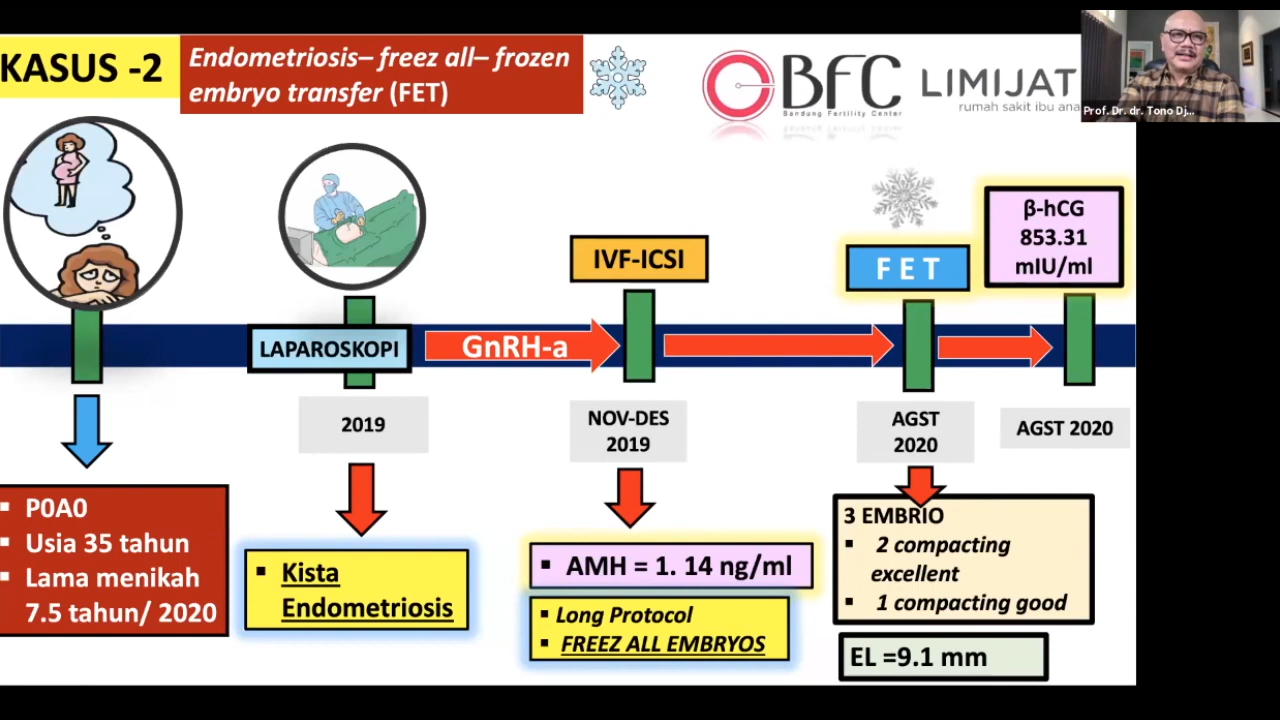 KASUS -2
Endometriosis– freez all– frozen
embryo transfer (FET)
BFC
Bandung Fertility Center
LIMIJAT
rumah sakit ibu ana
Prof. Dr. dr. Tono Dj...
β-hCG
853.31
mIU/ml
IVF-ICSI
F E T
LAPAROSKOPI
GnRH-a
2019
NOV-DES
2019
AGST
2020
AGST 2020
▪ P0A0
▪ Usia 35 tahun
▪ Lama menikah
7.5 tahun/ 2020
▪ Kista
Endometriosis
▪ AMH = 1. 14 ng/ml
▪ Long Protocol
▪ FREEZ ALL EMBRYOS
3 EMBRIO
▪ 2 compacting
excellent
▪ 1 compacting good
EL =9.1 mm